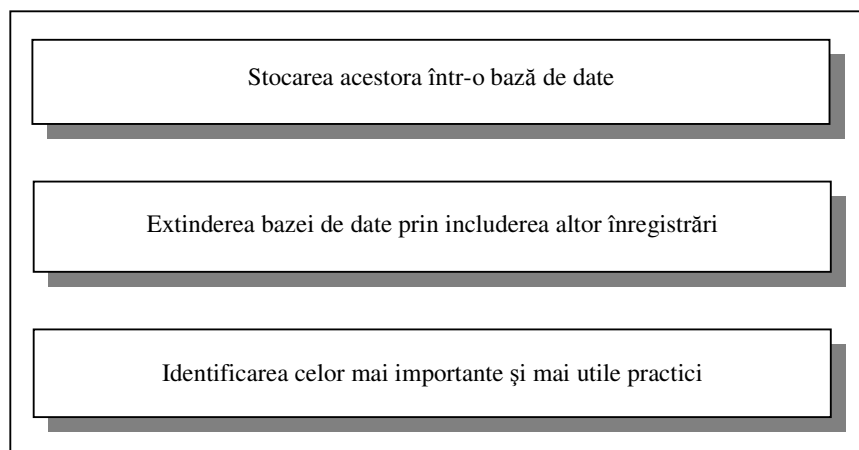 Stocarea acestora într-o bază de date
Extinderea bazei de date prin includerea altor înregistrări
Identificarea celor mai importante şi mai utile practici